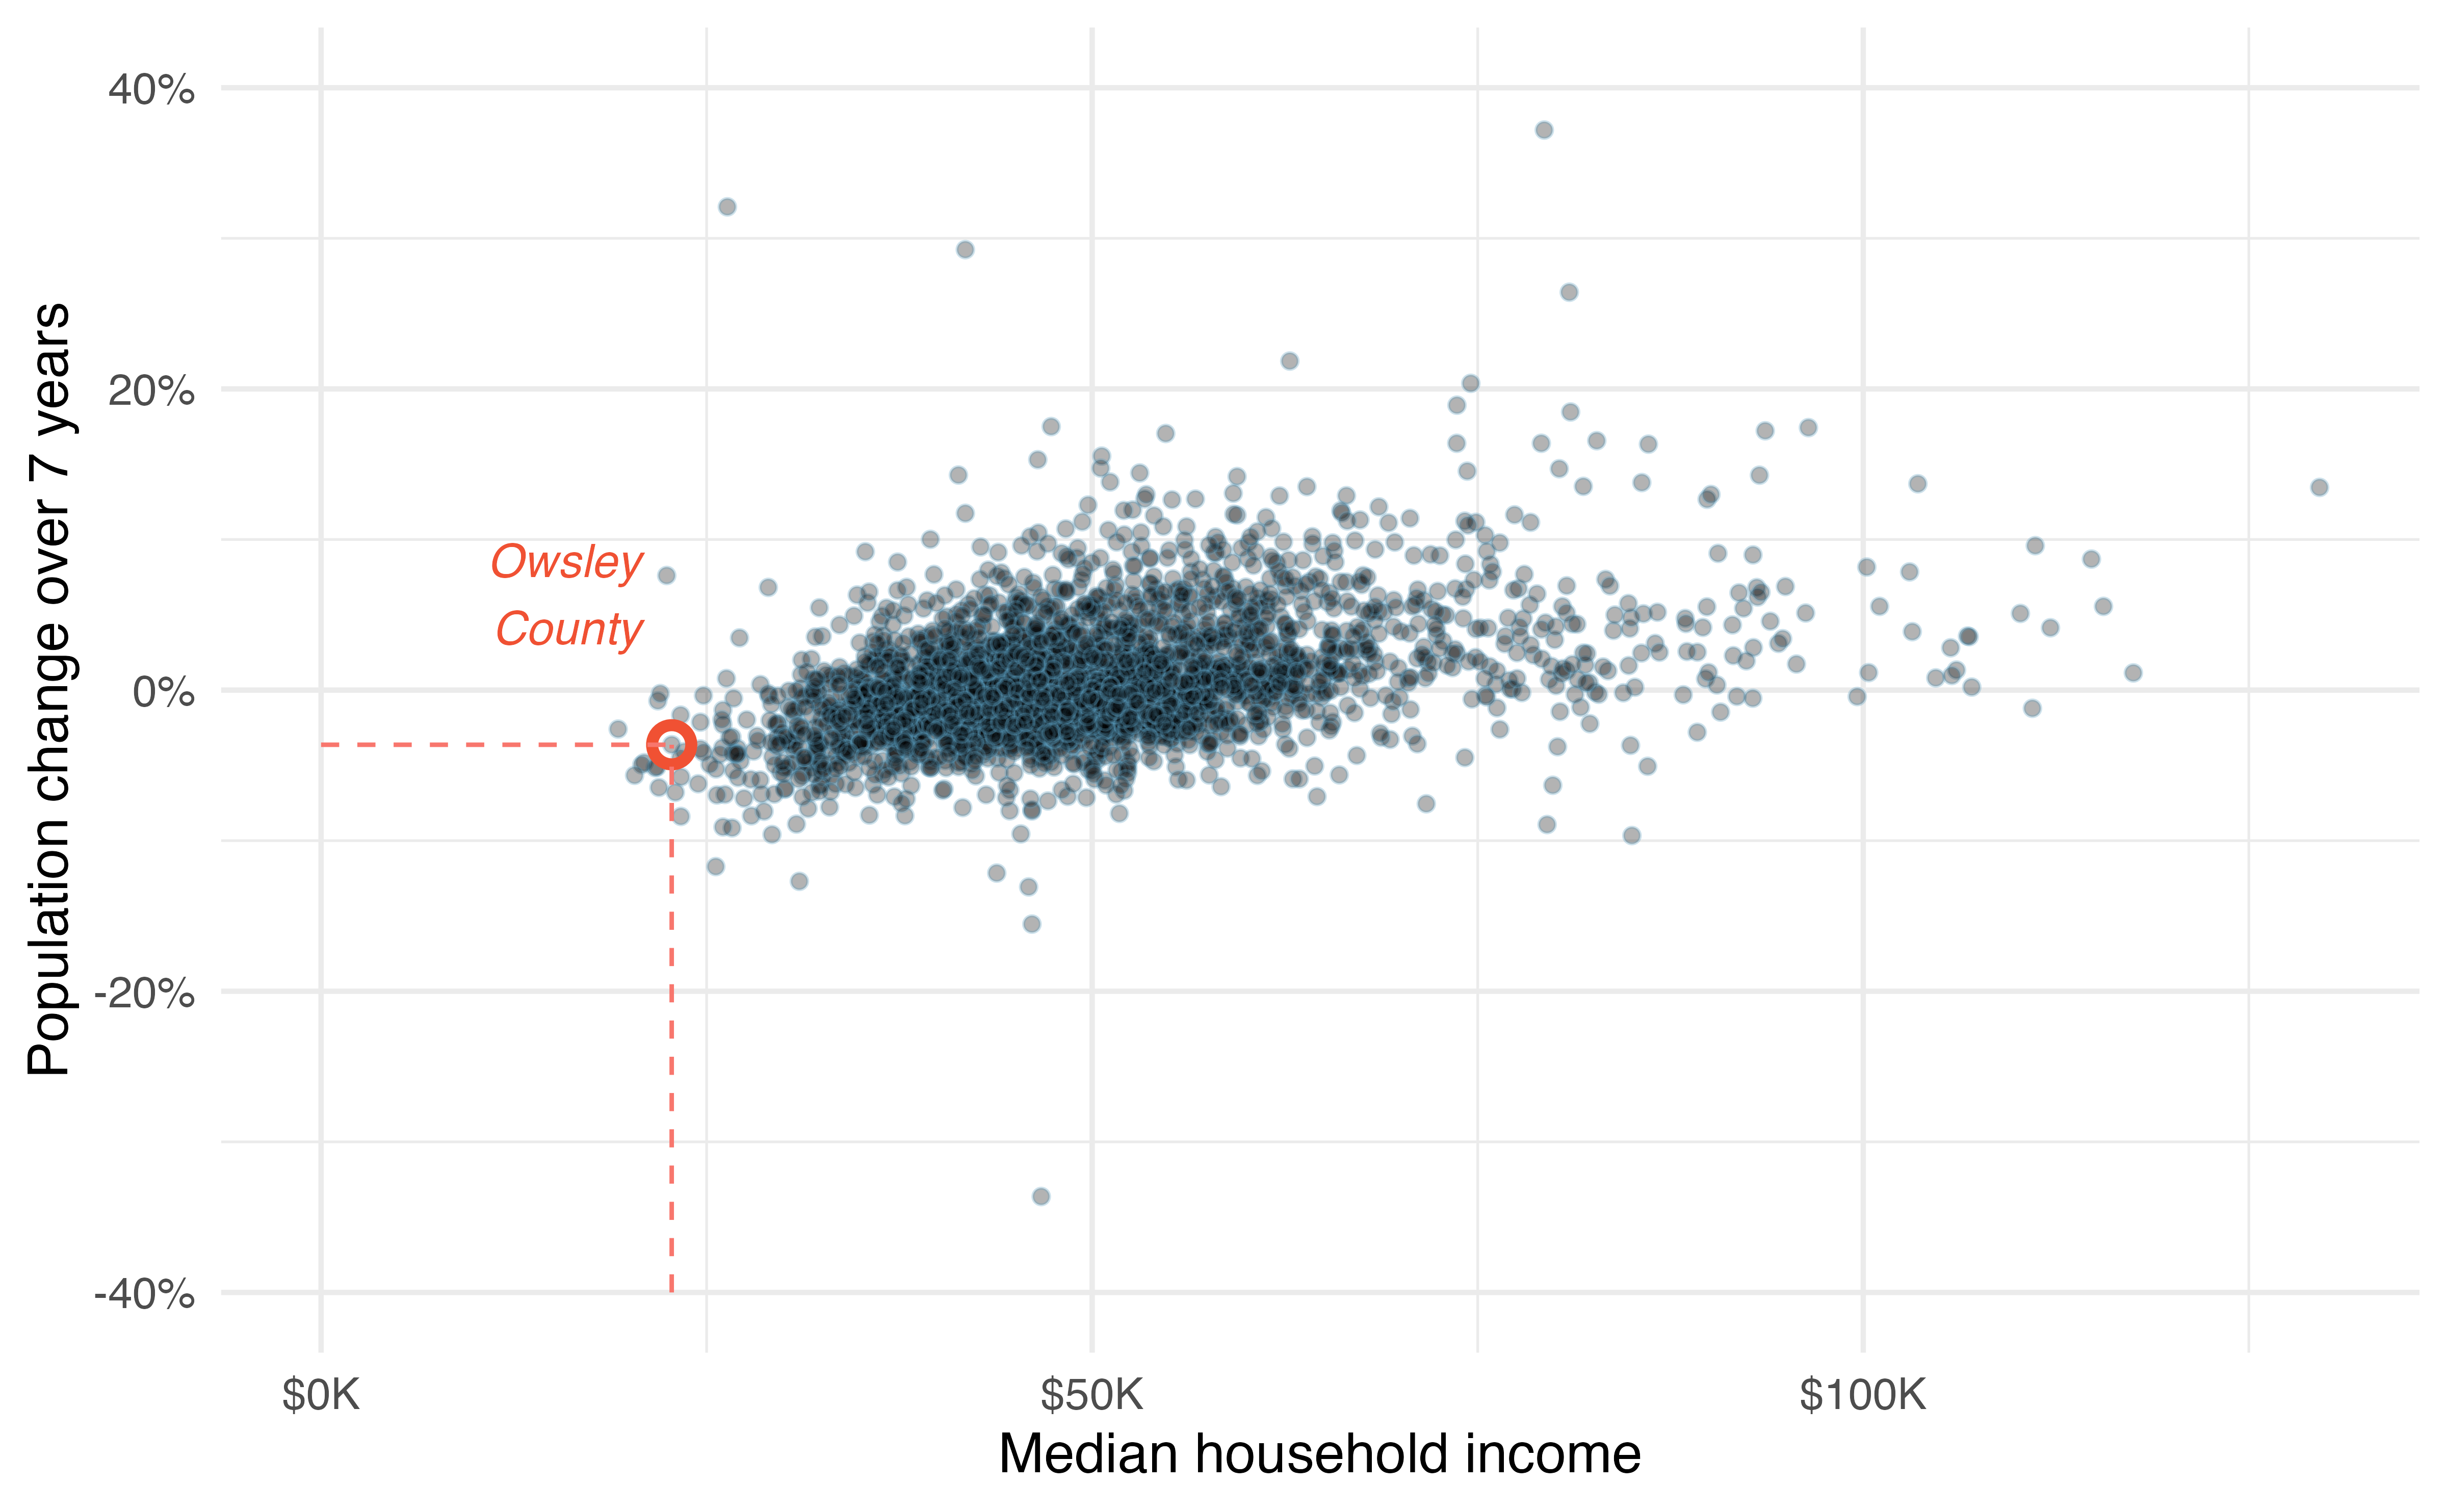 Population change over 7 years
40%
20%
0%
-20%
-40%
Owsley
County
$0K
$50K
$100K
Median household income